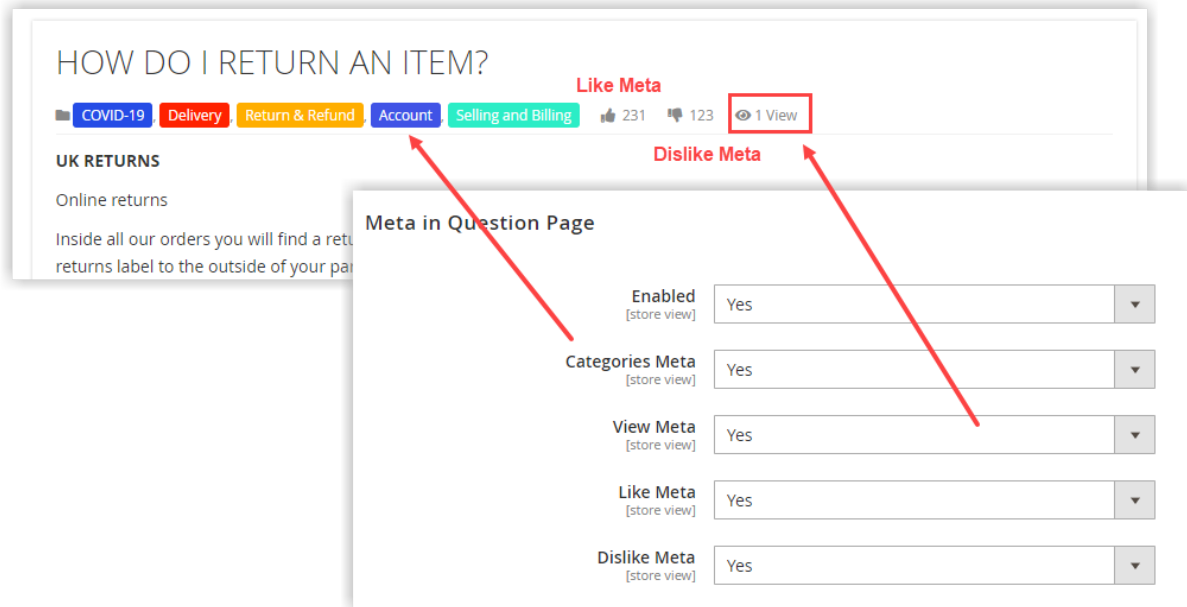 HOW DO I RETURN AN ITEM?
Like Meta
COVID-19, Delivery, Return & Refund, Account, Selling and Billing 231 123 1 View
Dislike Meta
UK RETURNS
Online returns
Inside all our orders you will find a
returns label to the outside of your
Meta in Question Page
Enabled
[store view]
Yes
Categories Meta
[store view]
Yes
View Meta
[store view]
Yes
Like Meta
[store view]
Yes
Dislike Meta
[store view]
Yes